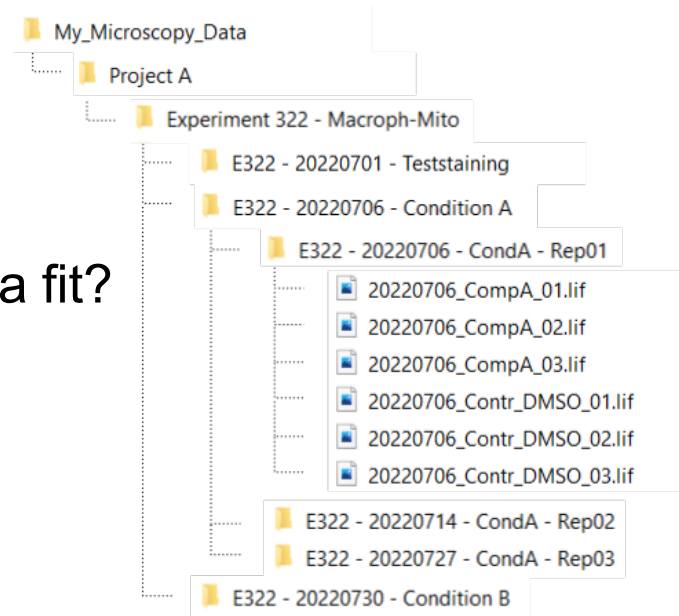 My_Microscopy_Data
Project A
Experiment 322 - Macroph-Mito
E322 - 20220701 - Teststaining
E322 - 20220706 - Condition A
E322 - 20220706 - CondA - Rep01
a fit?
20220706_CompA_01.lif
20220706_CompA_02.lif
20220706_CompA_03.lif
20220706_Contr_DMSO_01.lif
20220706_Contr_DMSO_02.lif
20220706_Contr_DMSO_03.lif
E322 - 20220714 - CondA - Rep02
E322 - 20220727 - CondA - Rep03
E322 - 20220730 - Condition B